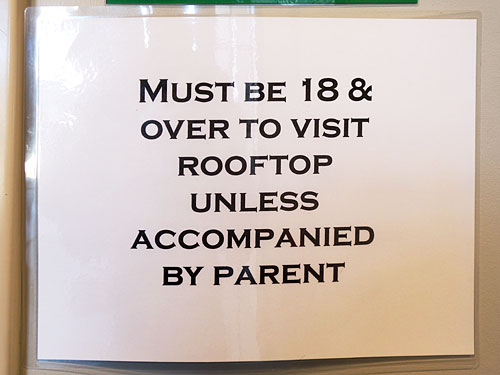 MUST BE 18 &
OVER TO VISIT
ROOFTOP
UNLESS
ACCOMPANIED
BY PARENT